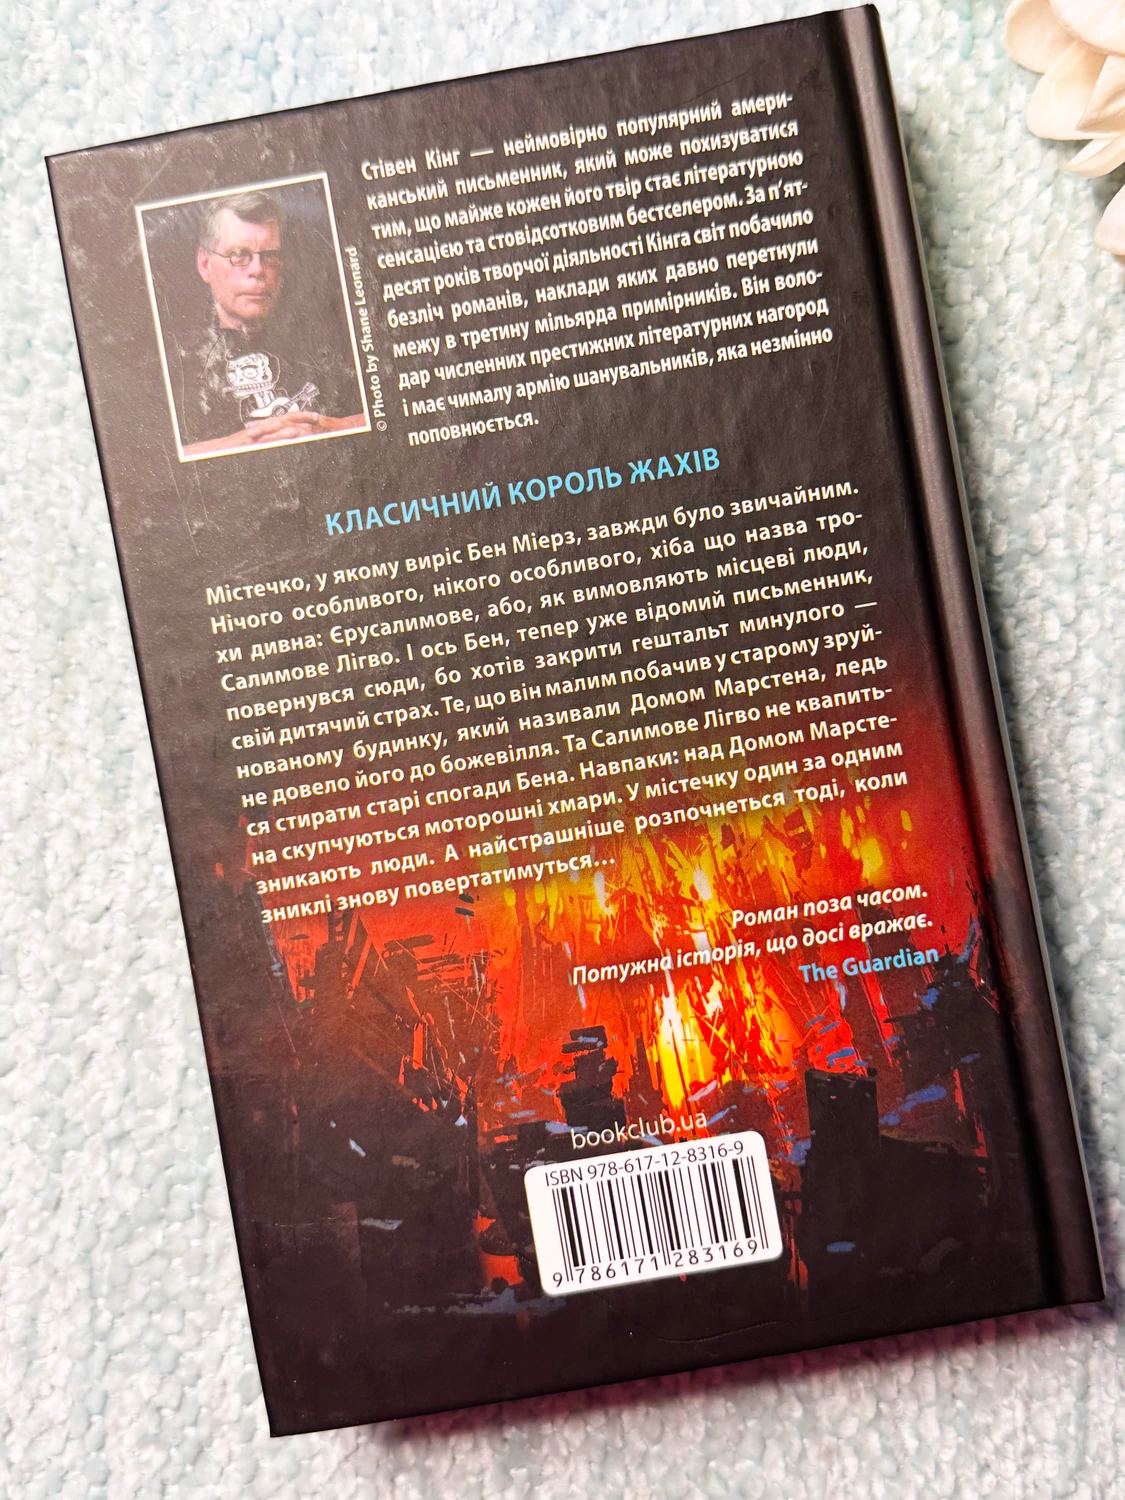 Стівен Кінг — неймовірно популярний амери-
канський письменник, який може похизуватися
тим, що майже кожен його твір стає літературною
сенсацією та стовідсотковим бестселером. За п'ят-
десят років творчої діяльності Кінга світ побачило
безліч романів, наклади яких давно перетнули
межу в третину мільярда примірників. Він воло-
дар численних престижних літературних нагород
і має чималу армію шанувальників, яка незмінно
поповнюється.
© Photo by Shane Leonard
КЛАСИЧНИЙ КОРОЛЬ ЖАХІВ
Містечко, у якому виріс Бен Міерз, завжди було звичайним.
Нічого особливого, нікого особливого, хіба що назва тро-
хи дивна: Єрусалимове, або, як вимовляють місцеві люди,
Салимове Лігво. І ось Бен, тепер уже відомий письменник,
повернувся сюди, бо хотів закрити гештальт минулого —
свій дитячий страх. Те, що він малим побачив у старому зруй-
нованому будинку, який називали Домом Марстена, ледь
не довело його до божевілля. Та Салимове Лігво не квапить-
ся стирати старі спогади Бена. Навпаки: над Домом Марсте-
на скупчуються моторошні хмари. У містечку один за одним
зникають люди. А найстрашніше розпочнеться тоді, коли
зниклі знову повертатимуться...
Роман поза часом.
Потужна історія, що досі вражає.
The Guardian
bookclub.ua
ISBN 978-617-12-8316-9
9 786171 283169